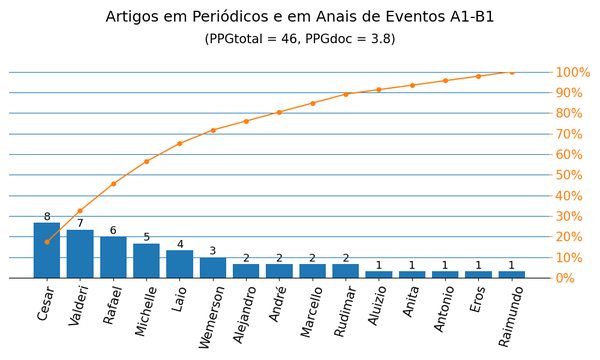 Artigos em Periódicos e em Anais de Eventos A1-B1
(PPGtotal = 46, PPGdoc = 3.8)
100%
90%
80%
70%
60%
50%
40%
30%
20%
10%
0%
8
7
6
5
4
3
2
2
2
2
1
1
1
1
1
Cesar
Valderi
Rafael
Michelle
Laio
Wemerson
Alejandro
André
Marcello
Rudimar
Aluizio
Anita
Antonio
Eros
Raimundo